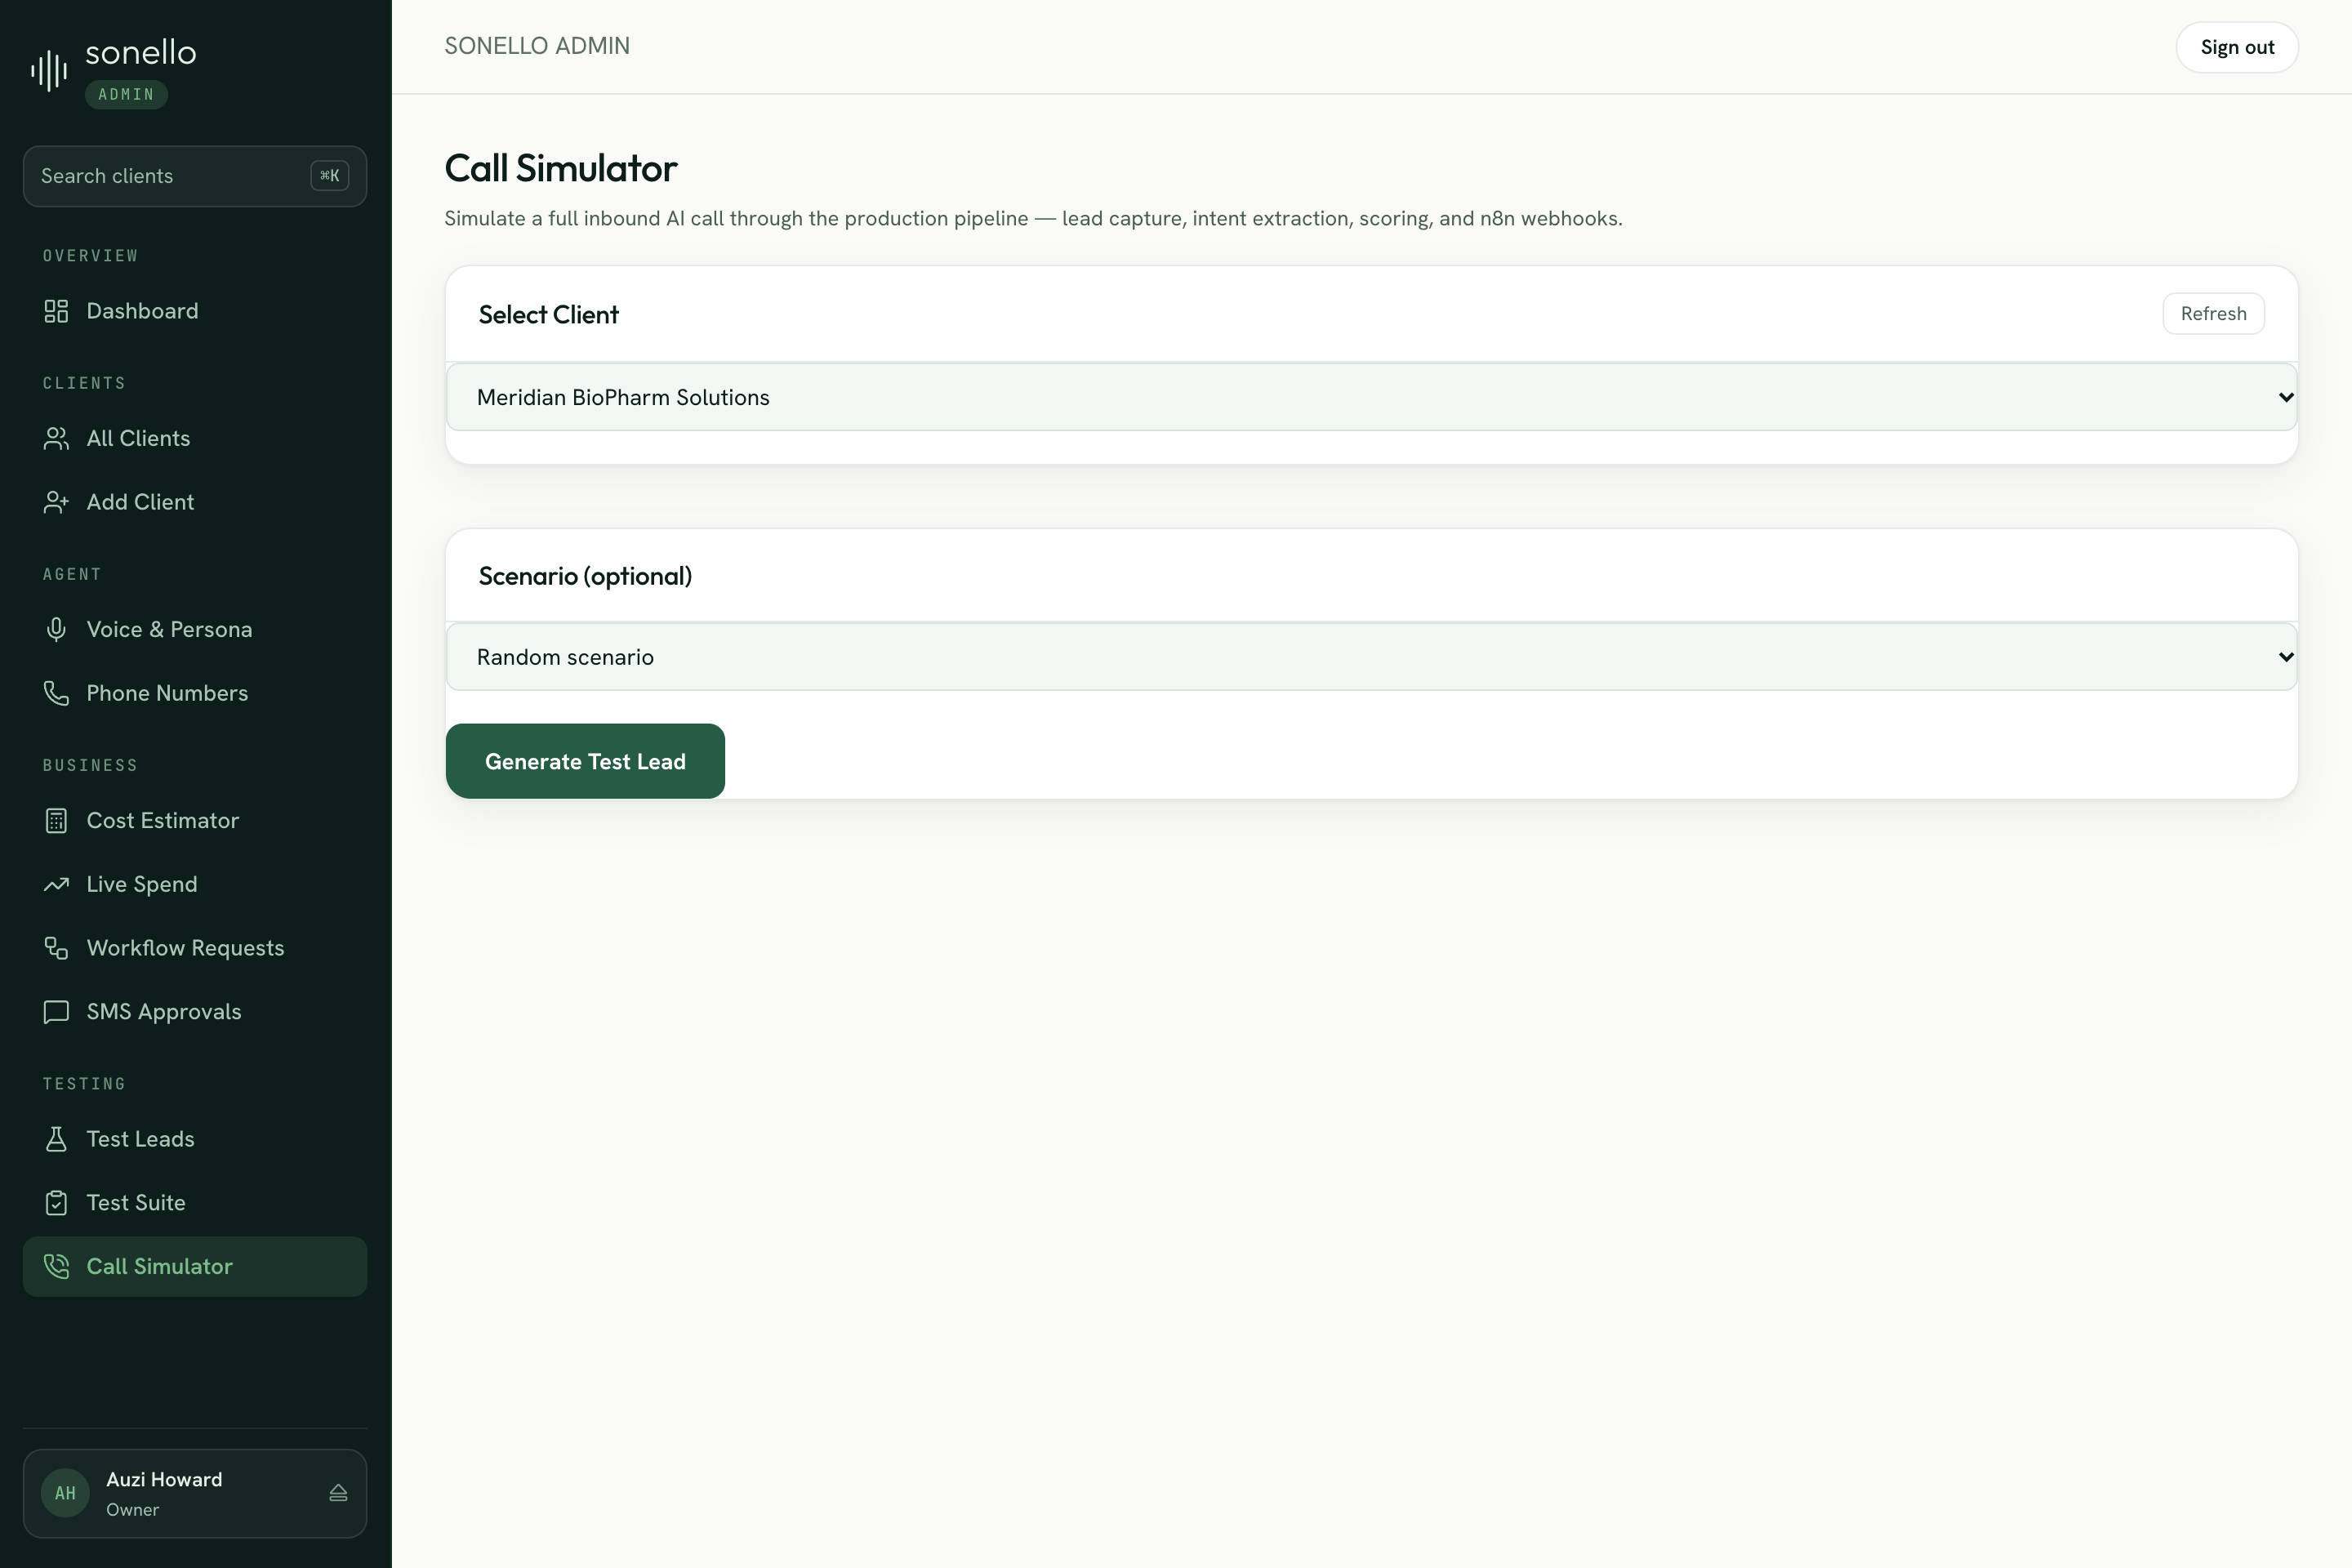 sonello
ADMIN
Search clients
⌘K
OVERVIEW
Dashboard
CLIENTS
All Clients
Add Client
AGENT
Voice & Persona
Phone Numbers
BUSINESS
Cost Estimator
Live Spend
Workflow Requests
SMS Approvals
TESTING
Test Leads
Test Suite
Call Simulator
AH
Auzi Howard
Owner
SONELLO ADMIN
Sign out
Call Simulator
Simulate a full inbound AI call through the production pipeline — lead capture, intent extraction, scoring, and n8n webhooks.
Select Client
Refresh
Meridian BioPharm Solutions
Scenario (optional)
Random scenario
Generate Test Lead